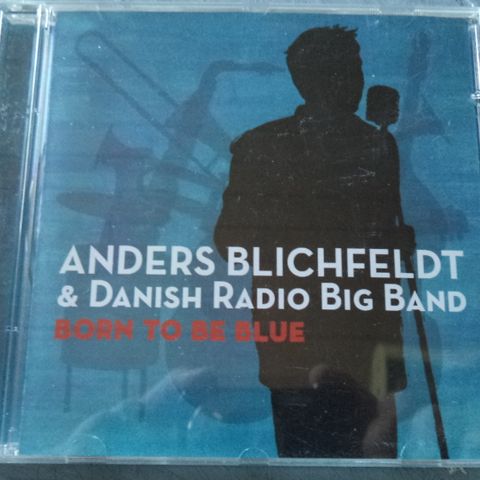 ANDERS BLICHFELDT
& DANISH RADIO BIG BAND
BORN TO BE BLUE